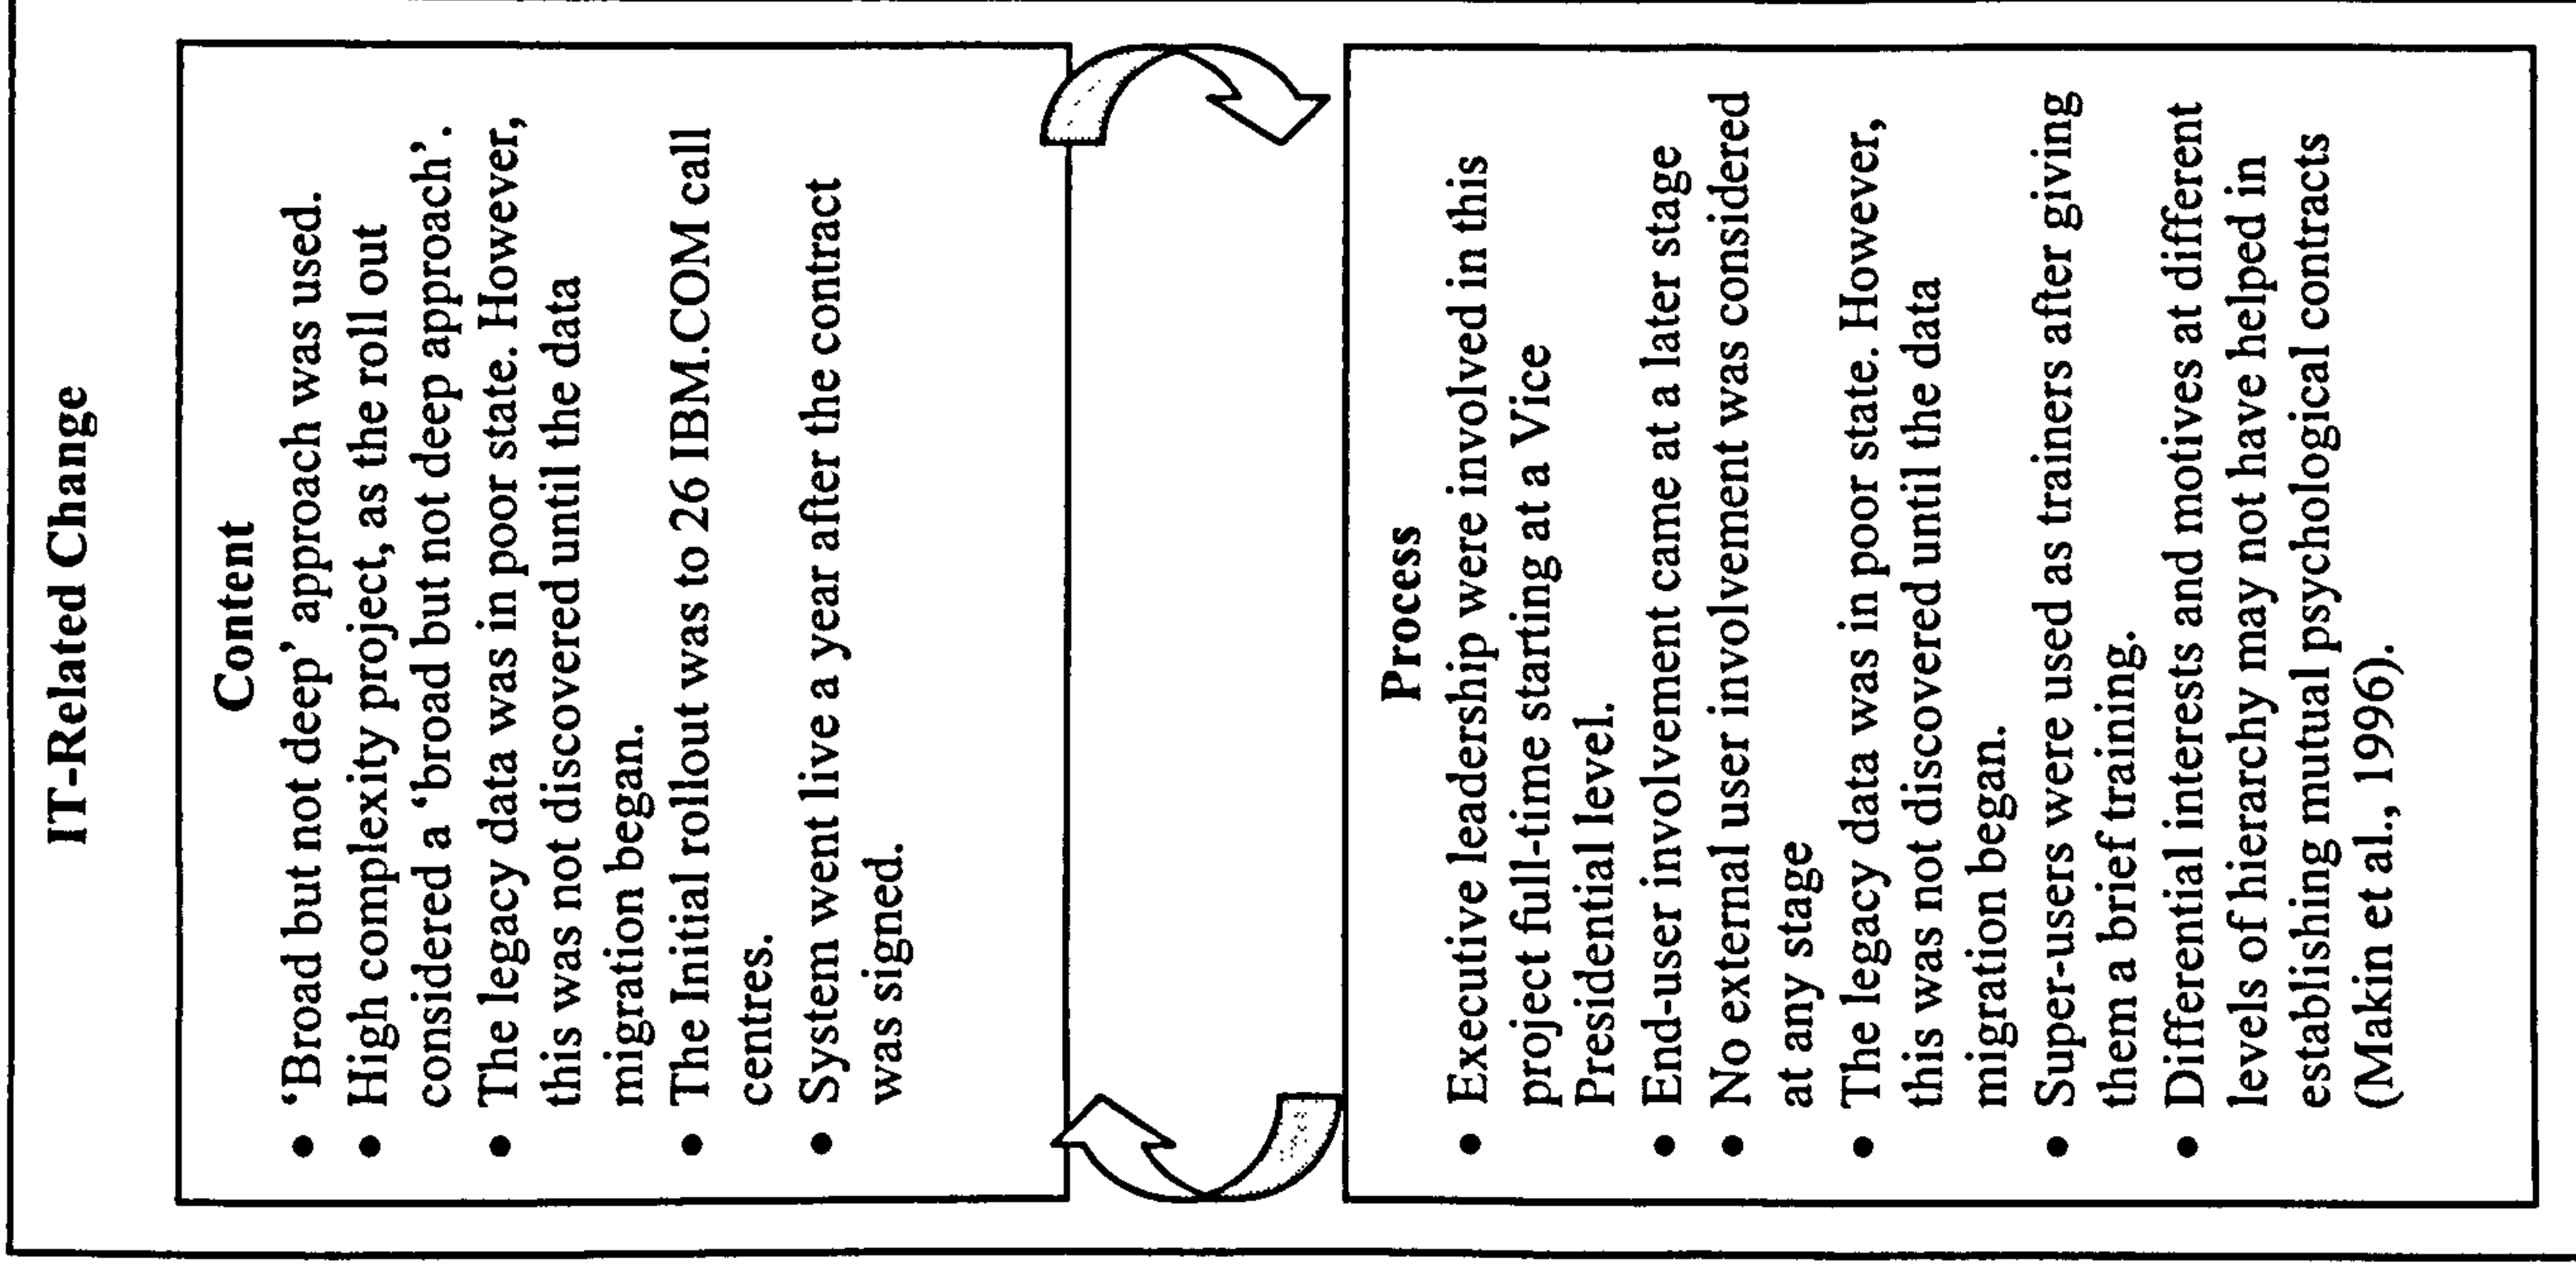 IT-Related Change
Content
• ‘Broad but not deep’ approach was used.
• High complexity project, as the roll out
considered a ‘broad but not deep approach’.
• The legacy data was in poor state. However,
this was not discovered until the data
migration began.
• The Initial rollout was to 26 IBM.COM call
centres.
• System went live a year after the contract
was signed.
Process
• Executive leadership were involved in this
project full-time starting at a Vice
Presidential level.
• End-user involvement came at a later stage
• No external user involvement was considered
at any stage
• The legacy data was in poor state. However,
this was not discovered until the data
migration began.
• Super-users were used as trainers after giving
them a brief training.
• Differential interests and motives at different
levels of hierarchy may not have helped in
establishing mutual psychological contracts
(Makin et al., 1996).